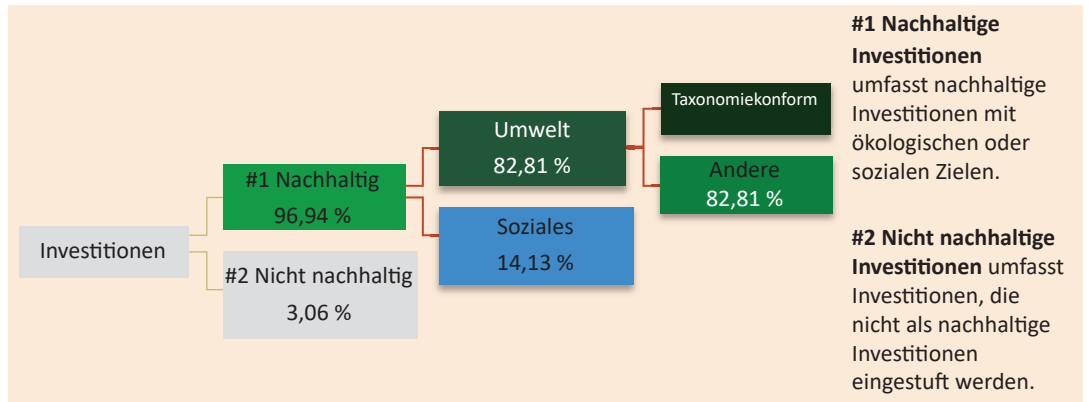 Investitionen
#1 Nachhaltig
96,94 %
#2 Nicht nachhaltig
3,06 %
Umwelt
82,81 %
Soziales
14,13 %
Taxonomiekonform
Andere
82,81 %
#1 Nachhaltige
Investitionen
umfasst nachhaltige
Investitionen mit
ökologischen oder
sozialen Zielen.
#2 Nicht nachhaltige
Investitionen umfasst
Investitionen, die
nicht als nachhaltige
Investitionen
eingestuft werden.